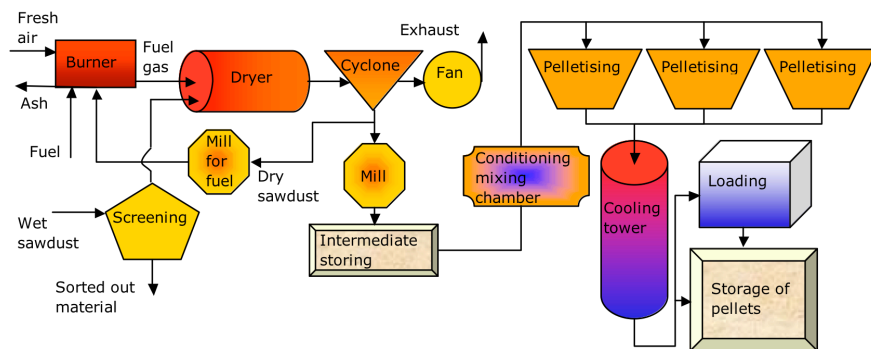 Fresh
air
Burner
Fuel
gas
Ash
Fuel
Dryer
Cyclone
Fan
Exhaust
Mill
for
fuel
Dry
sawdust
Mill
Wet
sawdust
Screening
Sorted out
material
Intermediate
storing
Conditioning
mixing
chamber
Pelletising
Pelletising
Pelletising
Cooling
tower
Loading
Storage of
pellets